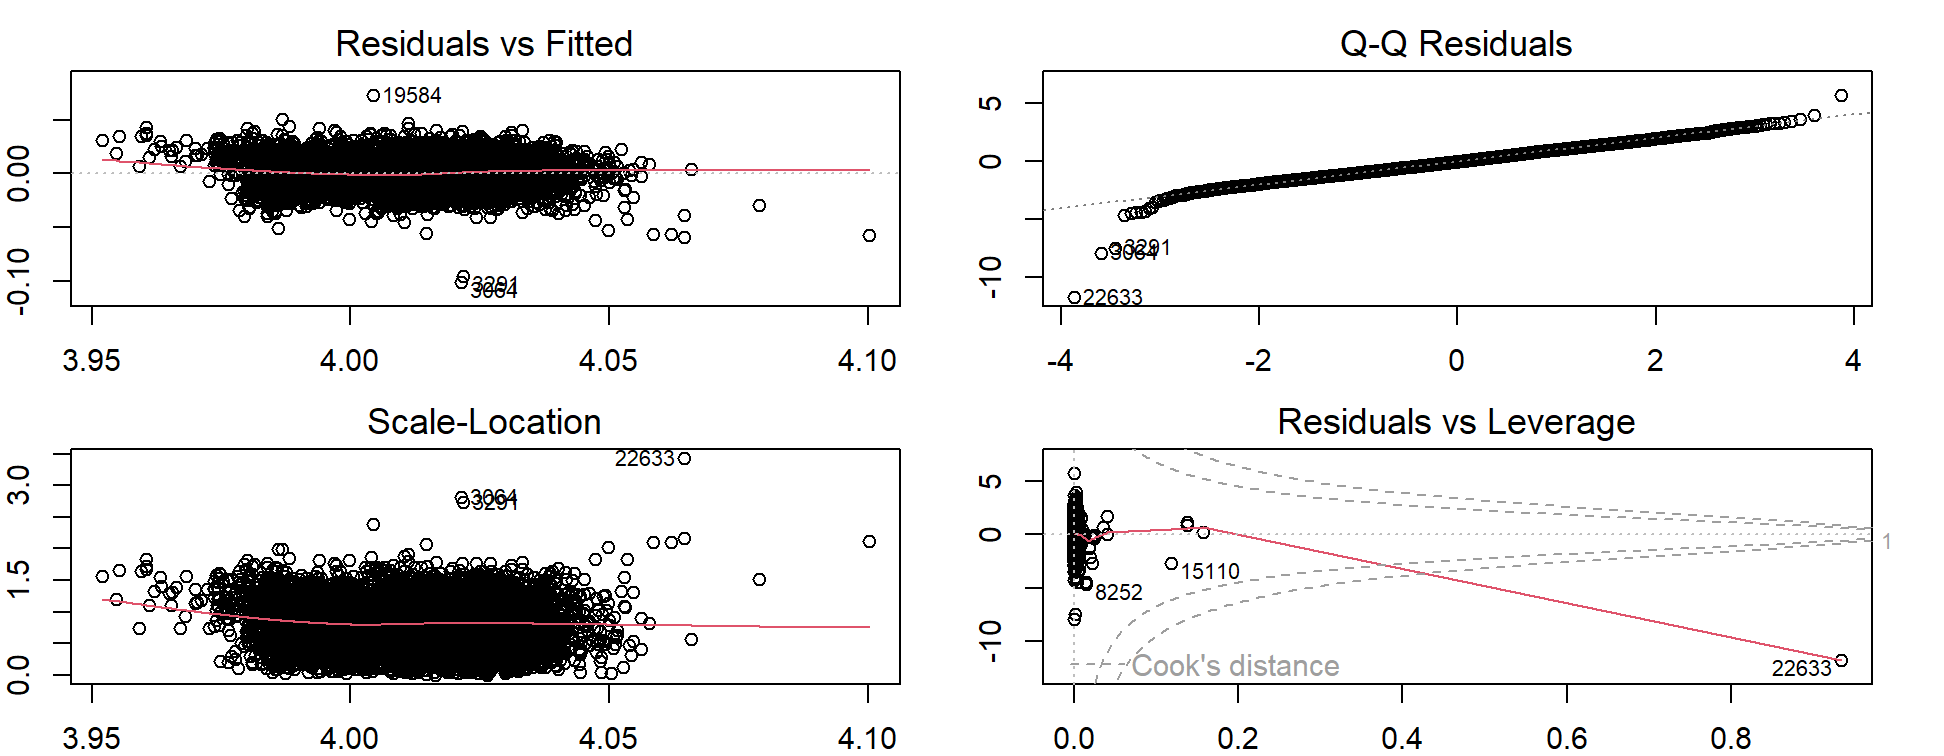 Residuals vs Fitted
19584
3291
3064
0.00
-0.10
3.95 4.00 4.05 4.10
Q-Q Residuals
3291
3064
22633
5
0
-10
-4 -2 0 2 4
Scale-Location
22633
3064
3291
3.0
1.5
0.0
3.95 4.00 4.05 4.10
Residuals vs Leverage
1
15110
8252
Cook's distance
22633
5
0
-10
0.0 0.2 0.4 0.6 0.8